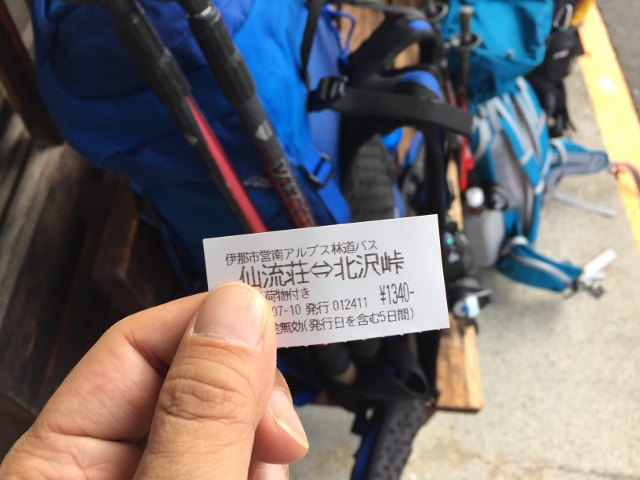 伊那市営南アルプス林道バス
仙流荘⇔北沢峠
荷物付き ¥1340-
07-10 発行 012411
無効(発行日を含む5日間)